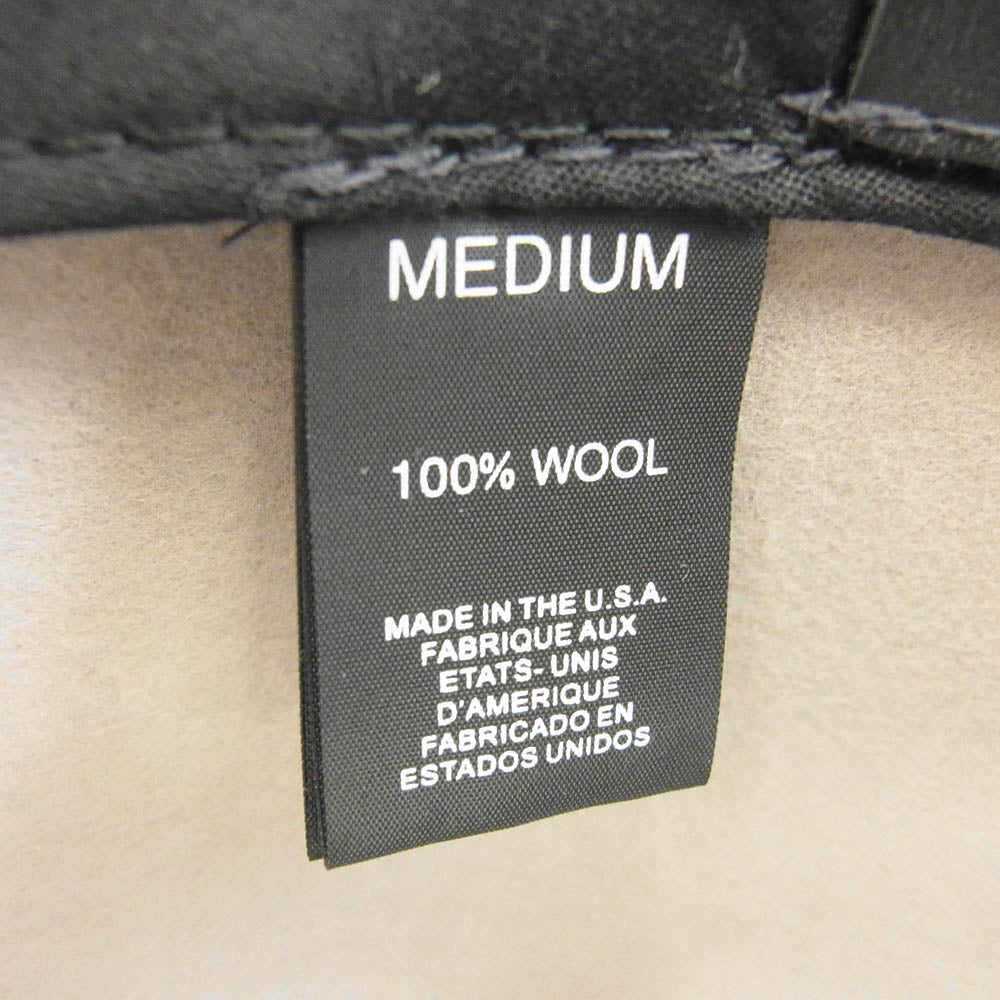 MEDIUM
100% WOOL
MADE IN THE U.S.A.
FABRIQUE AUX
ETATS- UNIS
D'AMERIQUE
FABRICADO EN
ESTADOS UNIDOS